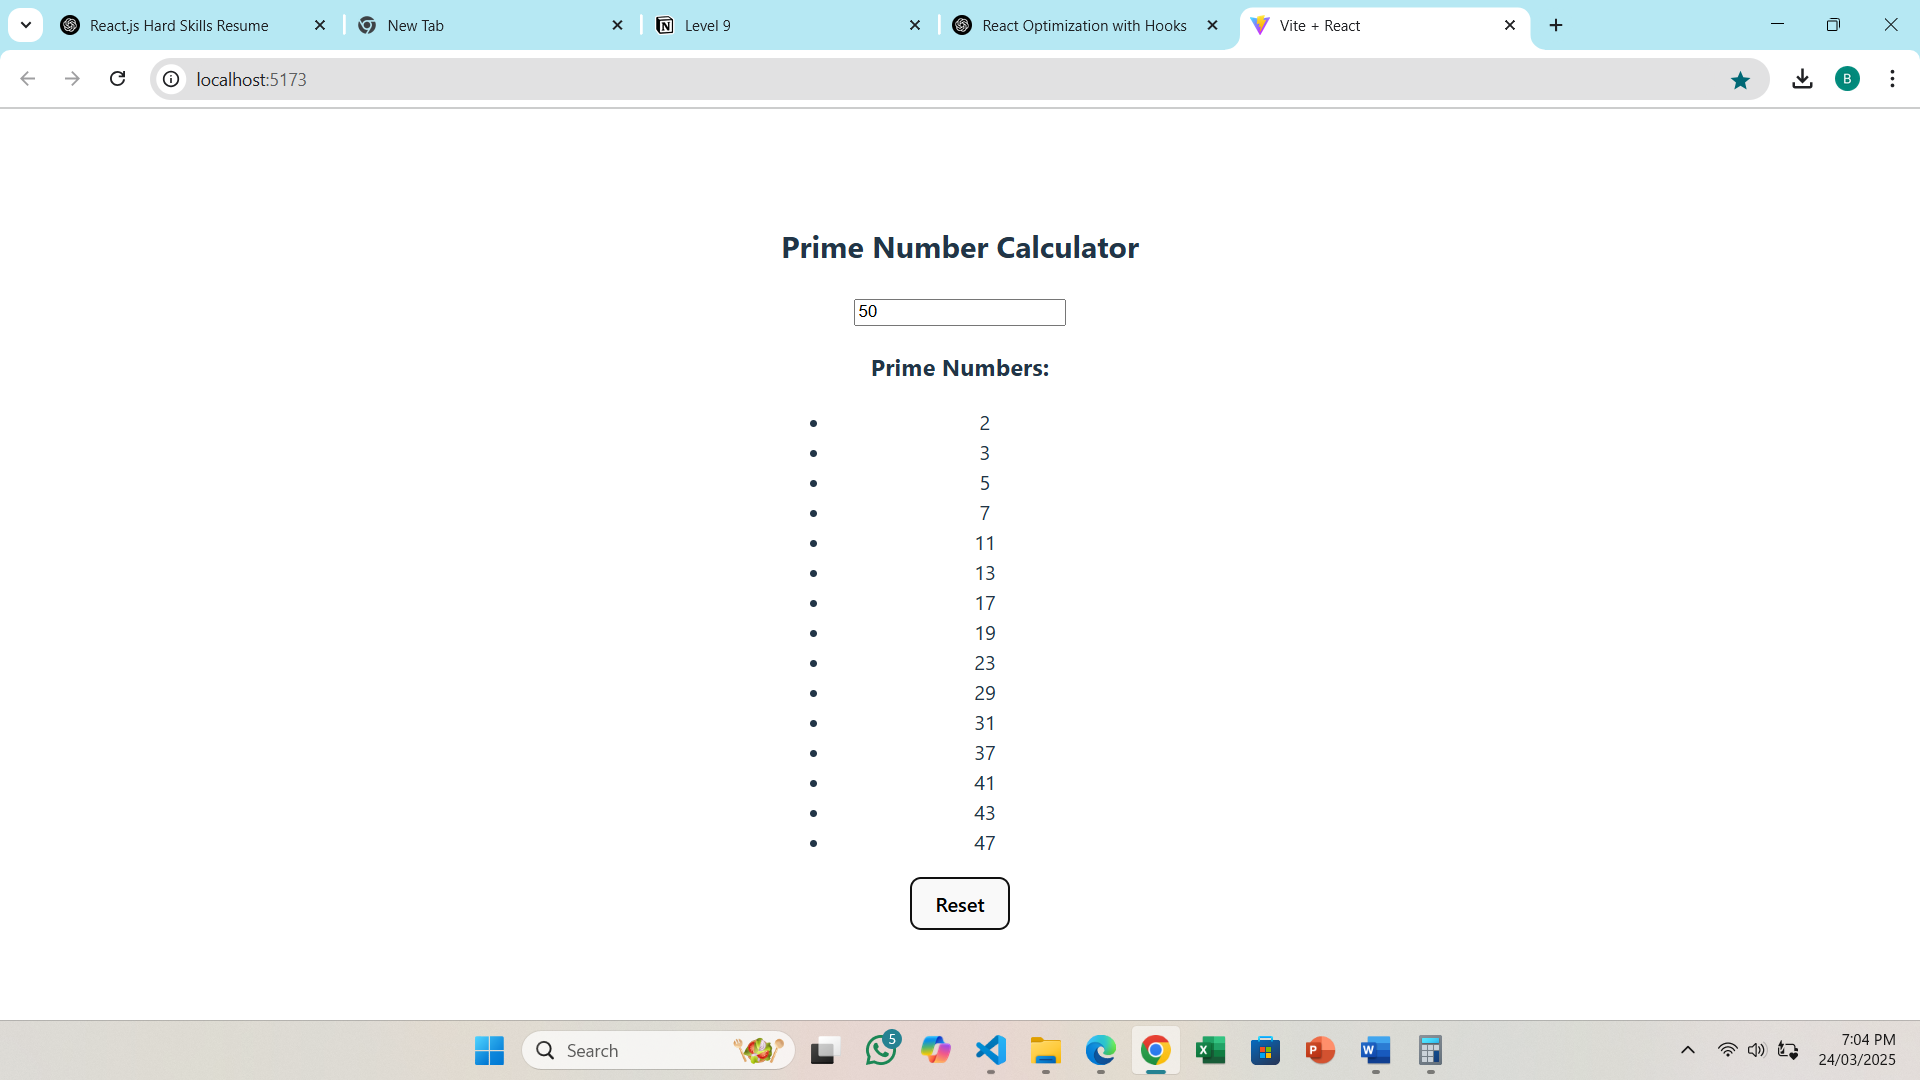 React.js Hard Skills Resume
New Tab
Level 9
React Optimization with Hooks
Vite + React
localhost:5173
B
Prime Number Calculator
50
Prime Numbers:
2
3
5
7
11
13
17
19
23
29
31
37
41
43
47
Reset
Search
5
7:04 PM
24/03/2025